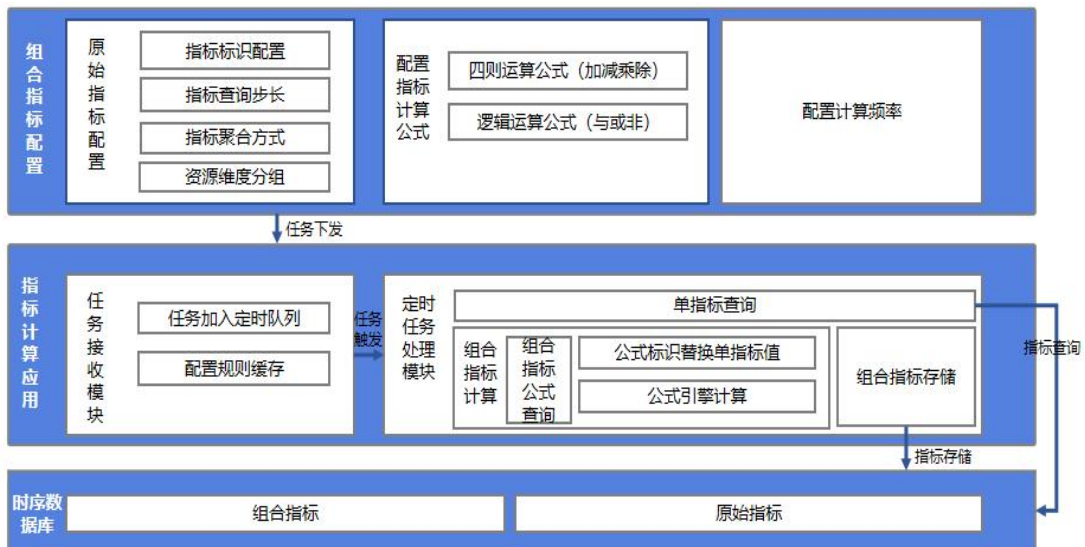 组合指标配置
原始指标配置
指标标识配置
指标查询步长
指标聚合方式
资源维度分组
配置指标计算公式
四则运算公式（加减乘除）
逻辑运算公式（与或非）
配置计算频率
任务下发
指标计算应用
任务接收模块
任务加入定时队列
配置规则缓存
任务触发
定时任务处理模块
单指标查询
组合指标计算
组合指标公式查询
公式标识替换单指标值
公式引擎计算
组合指标存储
指标查询
指标存储
时序数据库
组合指标
原始指标